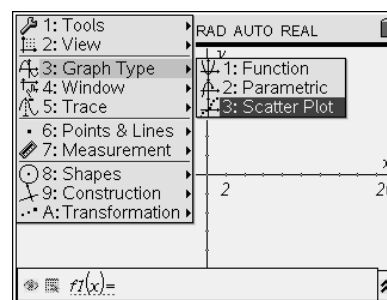 1: Tools
2: View
3: Graph Type
4: Window
5: Trace
6: Points & Lines
7: Measurement
8: Shapes
9: Construction
A: Transformation
RAD AUTO REAL
y
1: Function
2: Parametric
3: Scatter Plot
x
2
20
f1(x)=